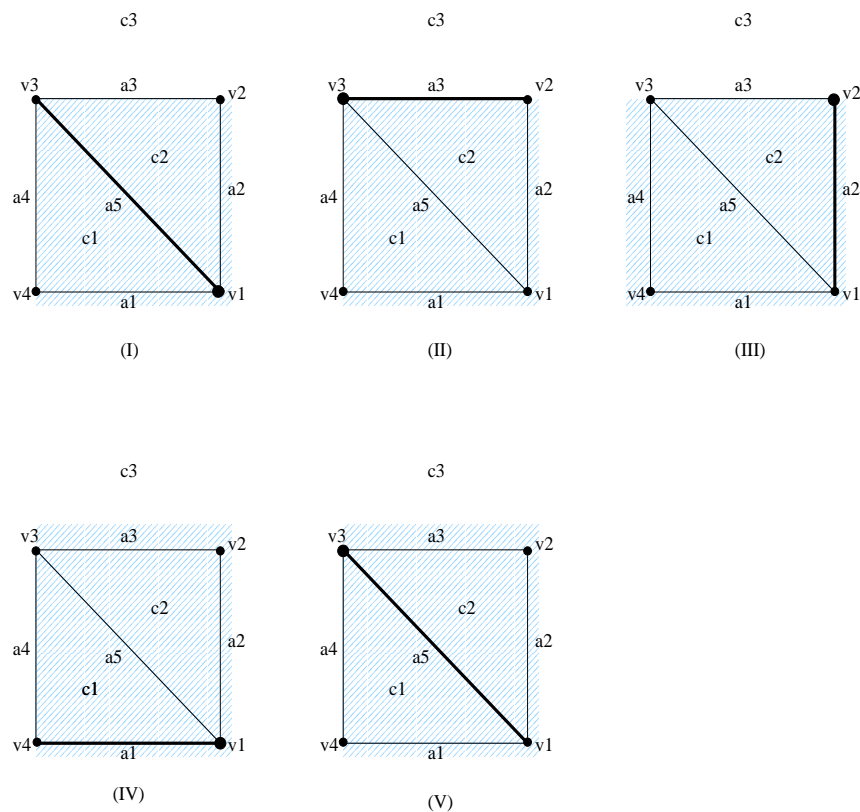 c3 c3 c3
v3 a3 v2 v3 a3 v2 v3 a3 v2
c2 c2 c2
a4 a5 a2 a4 a5 a2 a4 a5 a2
c1 c1 c1
v4 a1 v1 v4 a1 v1 v4 a1 v1
(I) (II) (III)
c3 c3
v3 a3 v2 v3 a3 v2
c2 c2
a4 a5 a2 a4 a5 a2
c1 c1
v4 a1 v1 v4 a1 v1
(IV) (V)